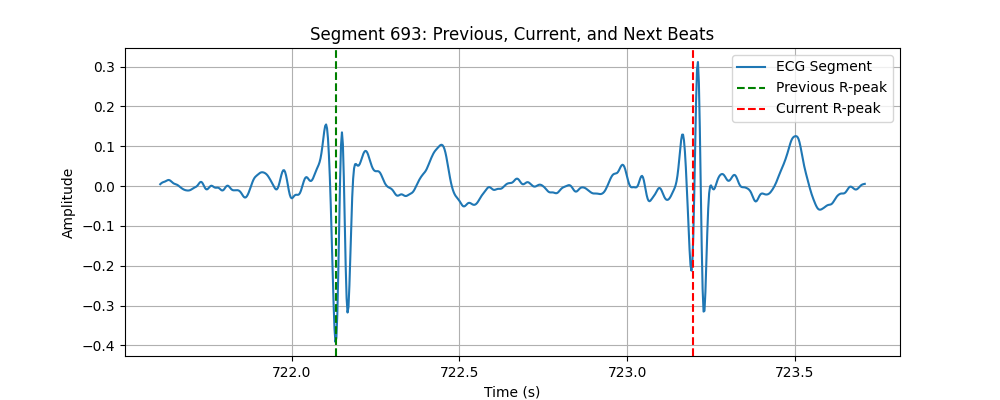 Segment 693: Previous, Current, and Next Beats
ECG Segment
Previous R-peak
Current R-peak
0.3
0.2
0.1
0.0
−0.1
−0.2
−0.3
−0.4
Amplitude
722.0 722.5 723.0 723.5
Time (s)